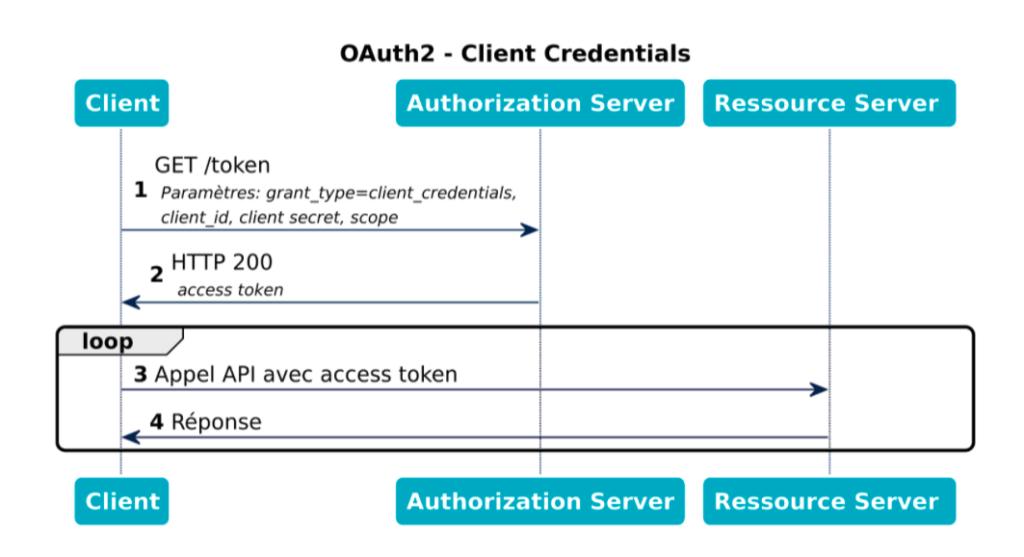 OAuth2 - Client Credentials
Client
Authorization Server
Ressource Server
GET /token
1
Paramètres: grant_type=client_credentials,
client_id, client secret, scope
2
HTTP 200
access token
loop
3 Appel API avec access token
4 Réponse
Client
Authorization Server
Ressource Server